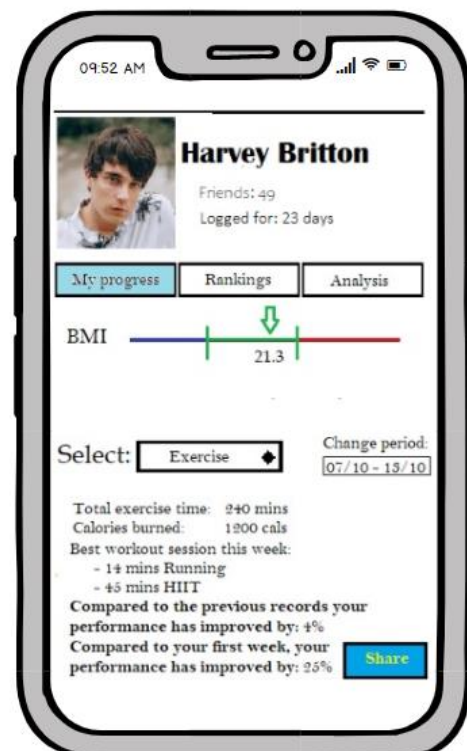 09:52 AM
Harvey Britton
Friends: 49
Logged for: 23 days
My progress
Rankings
Analysis
BMI
21.3
Select:
Exercise
Change period:
07/10 - 13/10
Total exercise time: 240 mins
Calories burned: 1200 cals
Best workout session this week:
- 14 mins Running
- 45 mins HIIT
Compared to the previous records your
performance has improved by: 4%
Compared to your first week, your
performance has improved by: 25%
Share